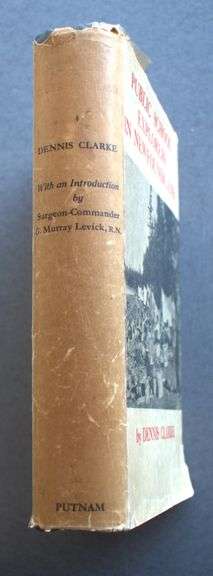 DENNIS CLARKE
With an Introduction
by
Surgeon-Commander
G. Murray Levick, R.N.
PUTNAM
PUBLIC SCHOOL
EXPLORERS
IN NEWFOUNDLAND
by DENNIS CLARKE